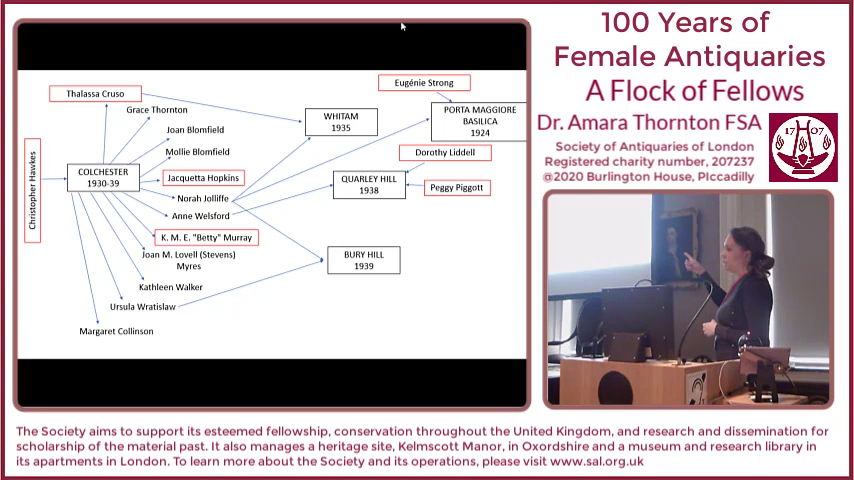 100 Years of
Female Antiquaries
A Flock of Fellows
Dr. Amara Thornton FSA
Society of Antiquaries of London
Registered charity number, 207237
@2020 Burlington House, PIccadilly
17 07
Eugénie Strong
Thalassa Cruso
Grace Thornton
WHITAM
1935
PORTA MAGGIORE
BASILICA
1924
Joan Blomfield
Mollie Blomfield
Dorothy Liddell
Christopher Hawkes
COLCHESTER
1930-39
Jacquetta Hopkins
QUARLEY HILL
1938
Peggy Piggott
Norah Jolliffe
Anne Welsford
K. M. E. "Betty" Murray
Joan M. Lovell (Stevens)
Myres
BURY HILL
1939
Kathleen Walker
Ursula Wratislaw
Margaret Collinson
The Society aims to support its esteemed fellowship, conservation throughout the United Kingdom, and research and dissemination for
scholarship of the material past. It also manages a heritage site, Kelmscott Manor, in Oxordshire and a museum and research library in
its apartments in London. To learn more about the Society and its operations, please visit www.sal.org.uk